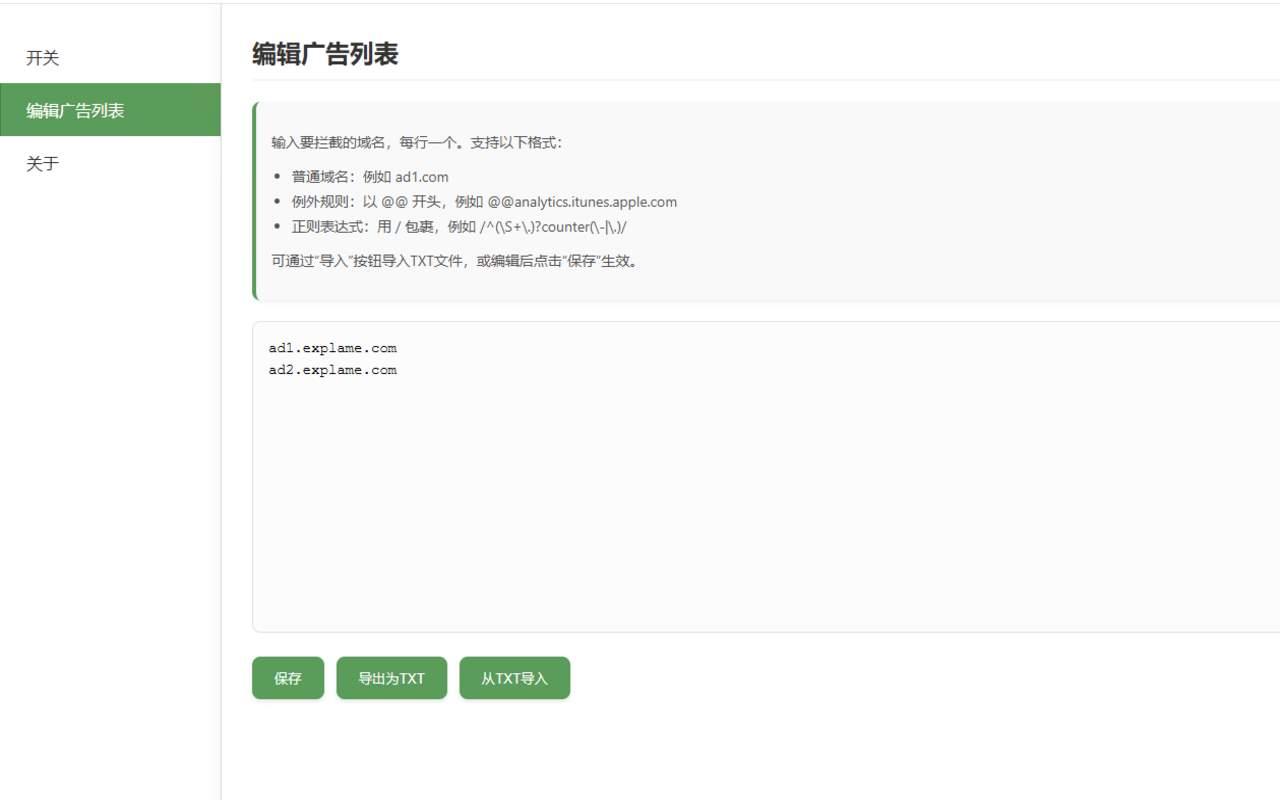 开关
编辑广告列表
关于
编辑广告列表
输入要拦截的域名，每行一个。支持以下格式：
普通域名：例如 ad1.com
例外规则：以 @@ 开头，例如 @@analytics.itunes.apple.com
正则表达式：用 / 包裹，例如 /^(\S+\.)?counter(\-|\.)/
可通过“导入”按钮导入TXT文件，或编辑后点击“保存”生效。
ad1.explame.com
ad2.explame.com
保存
导出为TXT
从TXT导入